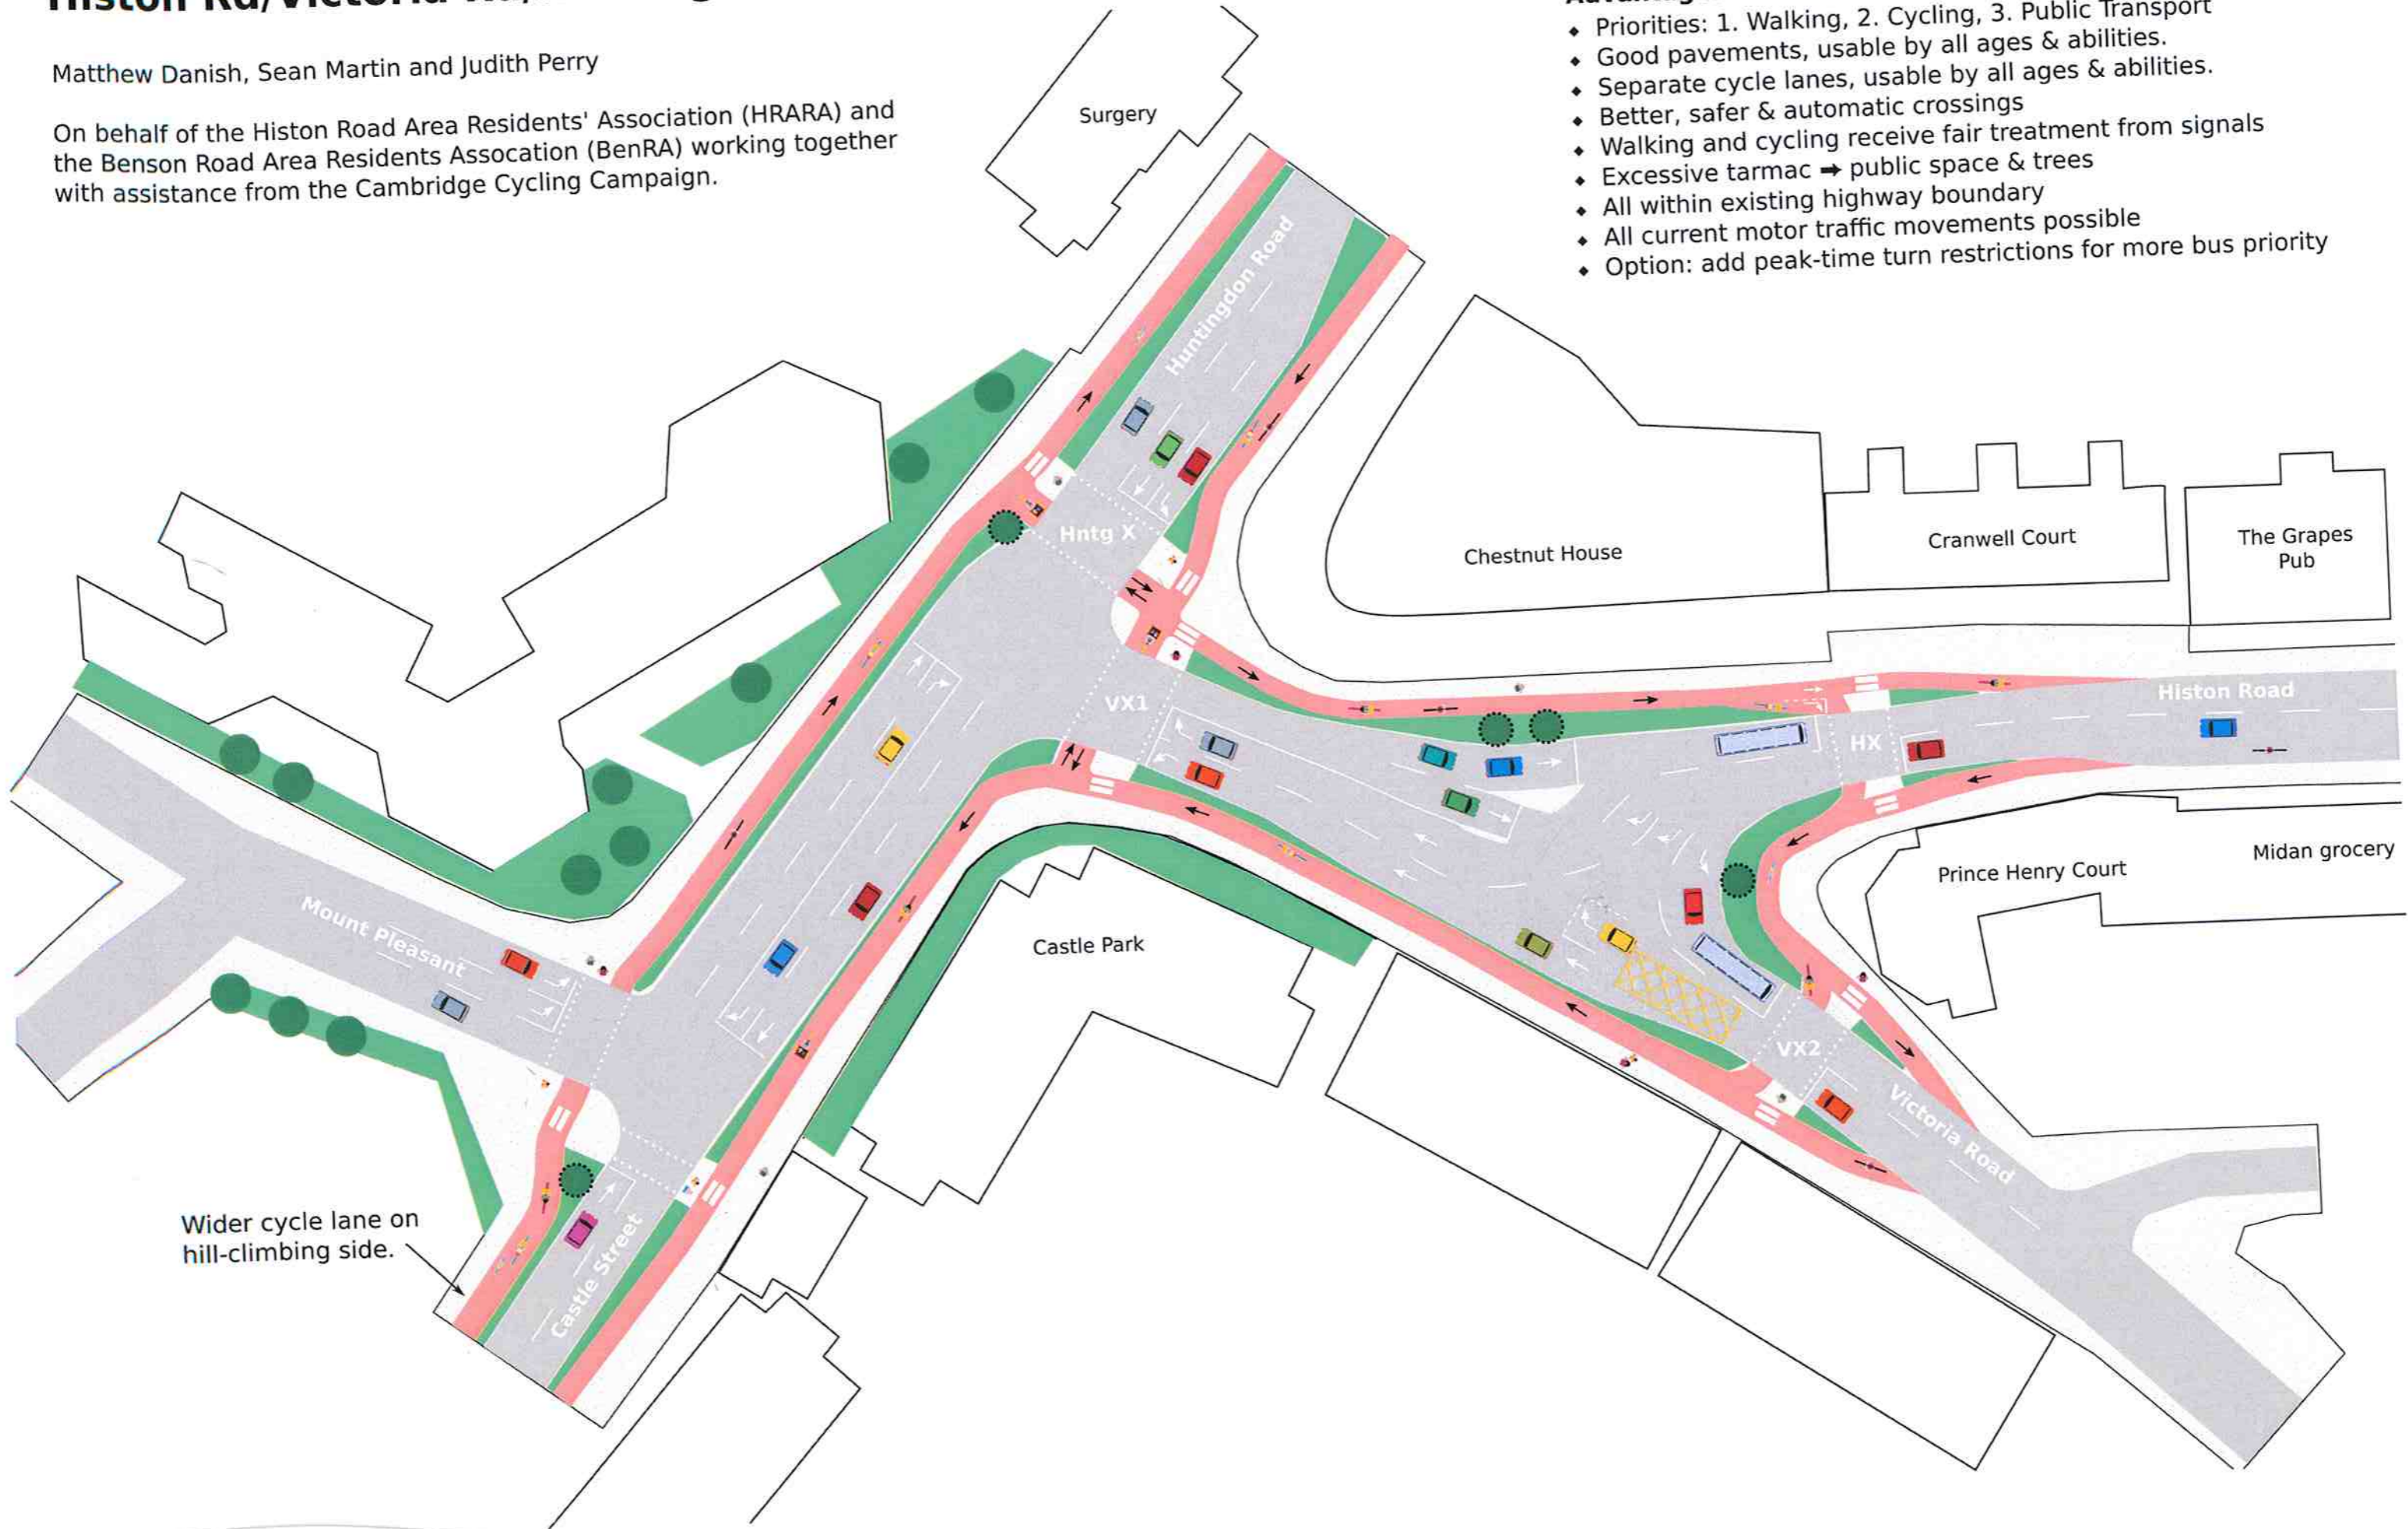 Matthew Danish, Sean Martin and Judith Perry
On behalf of the Histon Road Area Residents' Association (HRARA) and
the Benson Road Area Residents Assocation (BenRA) working together
with assistance from the Cambridge Cycling Campaign.
◆ Priorities: 1. Walking, 2. Cycling, 3. Public Transport
◆ Good pavements, usable by all ages & abilities.
◆ Separate cycle lanes, usable by all ages & abilities.
◆ Better, safer & automatic crossings
◆ Walking and cycling receive fair treatment from signals
◆ Excessive tarmac ➡ public space & trees
◆ All within existing highway boundary
◆ All current motor traffic movements possible
◆ Option: add peak-time turn restrictions for more bus priority
Surgery
Huntingdon Road
Hntg X
Chestnut House
Cranwell Court
The Grapes
Pub
VX1
Histon Road
HX
Prince Henry Court
Midan grocery
Mount Pleasant
Castle Park
VX2
Victoria Road
Wider cycle lane on
hill-climbing side.
Castle Street